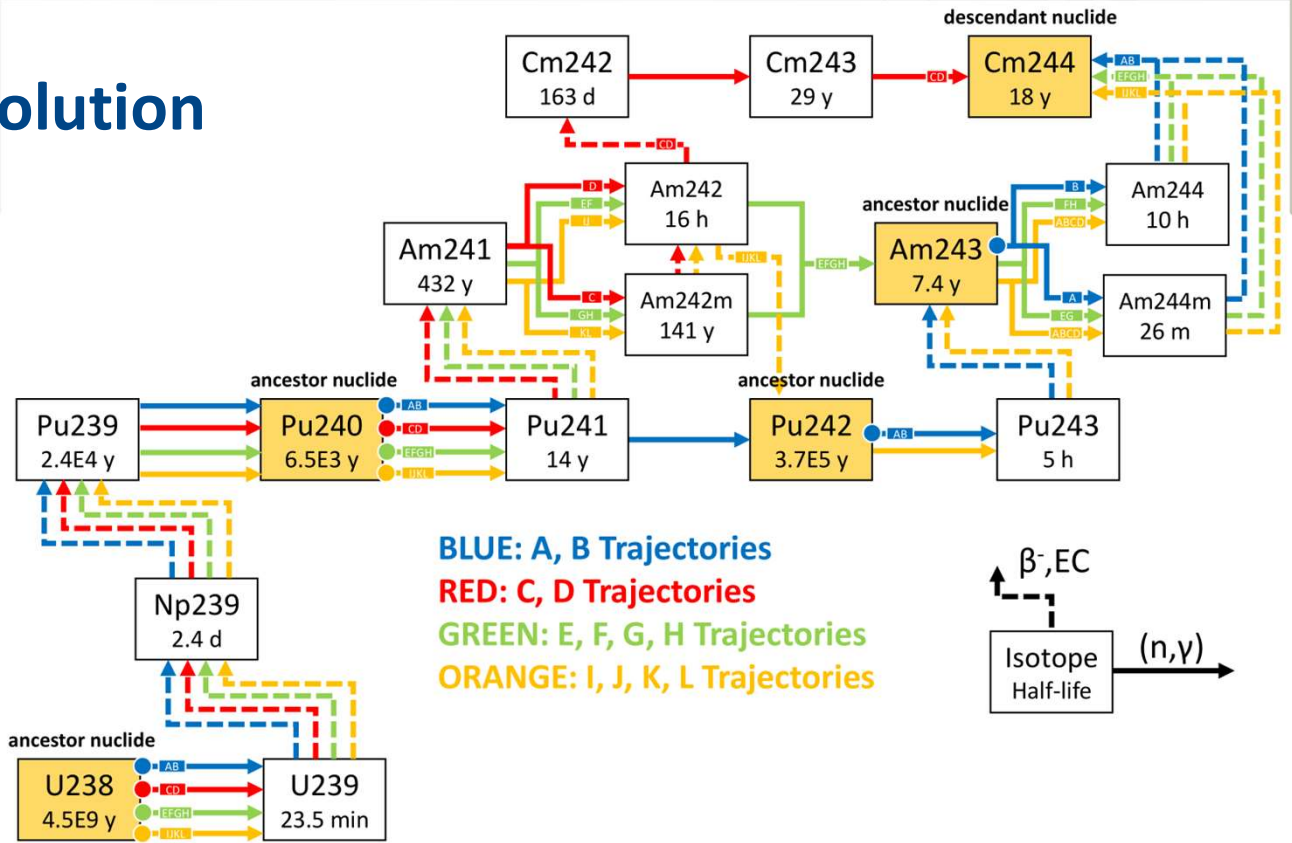 olution
descendant nuclide
Cm242
163 d
Cm243
29 y
CD
Cm244
18 y
AB
EFGH
IJKL
CD
Am242
16 h
D
EF
IJ
Am241
432 y
IJKL
EFGH
ancestor nuclide
Am243
7.4 y
B
FH
ABCD
Am244
10 h
C
GH
KL
Am242m
141 y
A
EG
ABCD
Am244m
26 m
Pu239
2.4E4 y
ancestor nuclide
Pu240
6.5E3 y
AB
CD
EFGH
IJKL
Pu241
14 y
ancestor nuclide
Pu242
3.7E5 y
AB
Pu243
5 h
BLUE: A, B Trajectories
RED: C, D Trajectories
GREEN: E, F, G, H Trajectories
ORANGE: I, J, K, L Trajectories
β⁻,EC
Isotope
Half-life
(n,γ)
Np239
2.4 d
ancestor nuclide
U238
4.5E9 y
AB
CD
EFGH
IJKL
U239
23.5 min